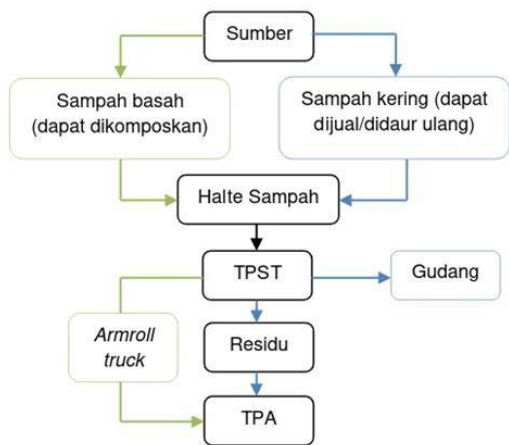 Sumber
Sampah basah
(dapat dikomposkan)
Sampah kering (dapat
dijual/didaur ulang)
Halte Sampah
TPST
Gudang
Armroll
truck
Residu
TPA